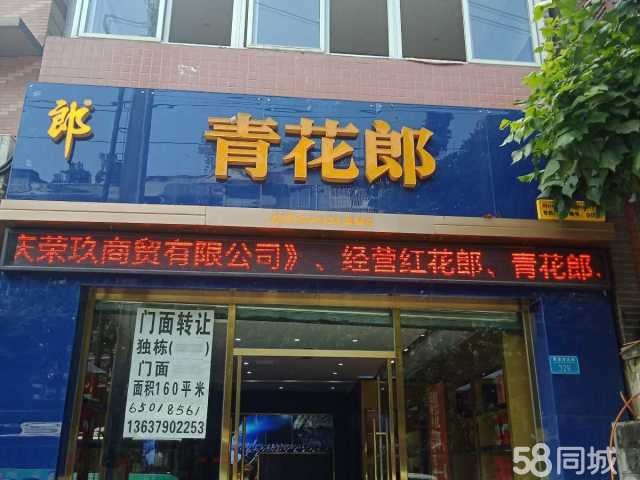 郎
青花郎
庆荣玖商贸有限公司》、经营红花郎、青花郎.
门面转让
独栋( )
门面
面积160平米
65018561
13637902253
58同城